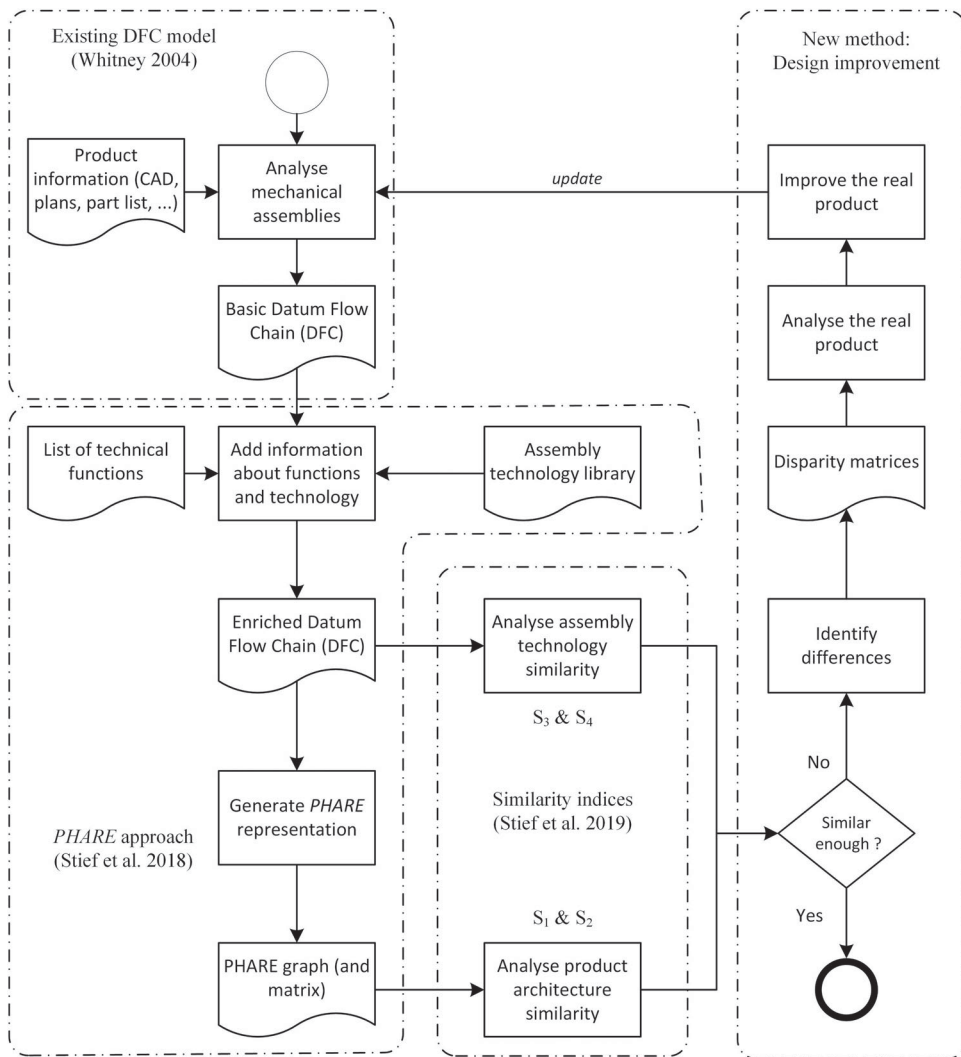 Existing DFC model
(Whitney 2004)
New method:
Design improvement
Product
information (CAD,
plans, part list, ...)
Analyse
mechanical
assemblies
update
Improve the real
product
Basic Datum Flow
Chain (DFC)
Analyse the real
product
List of technical
functions
Add information
about functions
and technology
Assembly
technology library
Disparity matrices
Enriched Datum
Flow Chain (DFC)
Analyse assembly
technology
similarity
Identify
differences
S₃ & S₄
No
Generate PHARE
representation
Similarity indices
(Stief et al. 2019)
PHARE approach
(Stief et al. 2018)
Similar
enough ?
S₁ & S₂
Yes
PHARE graph (and
matrix)
Analyse product
architecture
similarity